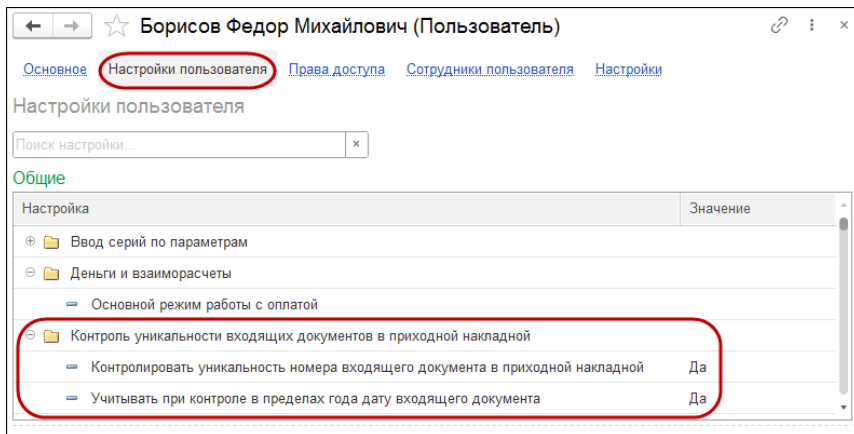 Борисов Федор Михайлович (Пользователь)
Основное Настройки пользователя Права доступа Сотрудники пользователя Настройки
Настройки пользователя
Поиск настройки...
Общие
Настройка Значение
Ввод серий по параметрам
Деньги и взаиморасчеты
Основной режим работы с оплатой
Контроль уникальности входящих документов в приходной накладной
Контролировать уникальность номера входящего документа в приходной накладной Да
Учитывать при контроле в пределах года дату входящего документа Да